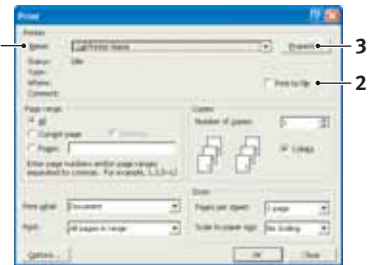 Print
Printer
Name: Printer Name Properties 3
Status: Idle
Type:
Where: Print to file 2
Comment:
Page range Copies
All Number of copies:
Current page
Pages:
Enter page numbers and/or page ranges
separated by commas. For example, 1,3,5-12
Collate
Zoom
Print what: Document Pages per sheet: 1 page
Print: All pages in range Scale to paper size: No Scaling
Options... OK Close